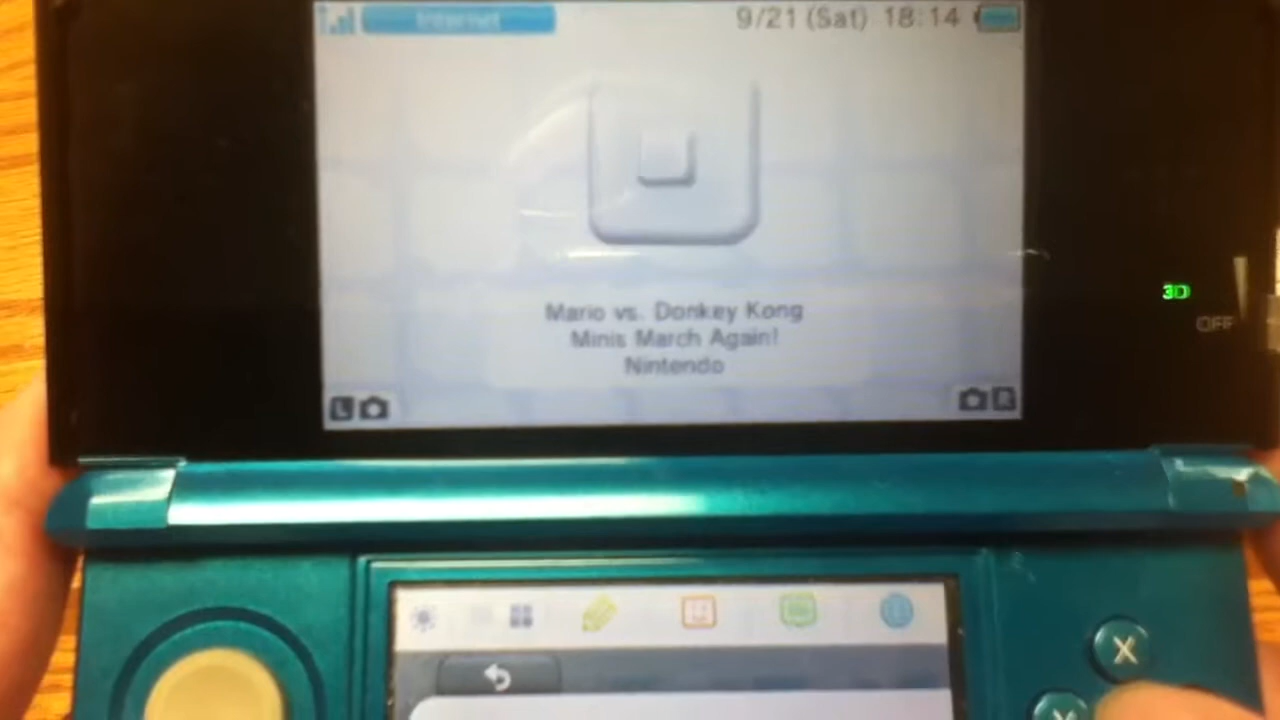 Internet
9/21 (Sat) 18:14
Mario vs. Donkey Kong
Minis March Again!
Nintendo
L
R
3D
OFF
X
Y